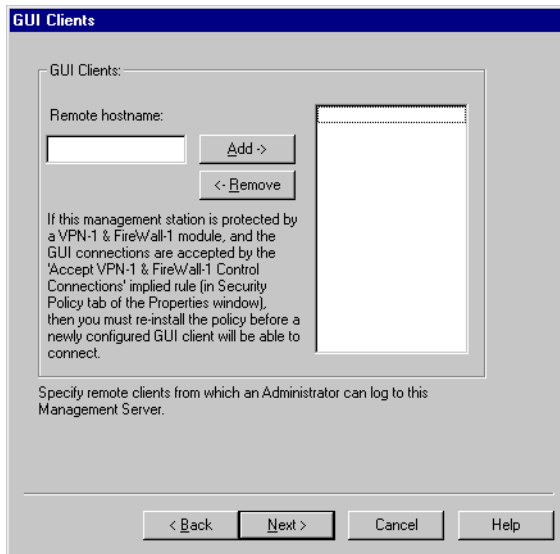 GUI Clients
GUI Clients:
Remote hostname:
Add ->
<- Remove
If this management station is protected by
a VPN-1 & FireWall-1 module, and the
GUI connections are accepted by the
'Accept VPN-1 & FireWall-1 Control
Connections' implied rule (in Security
Policy tab of the Properties window),
then you must re-install the policy before a
newly configured GUI client will be able to
connect.
Specify remote clients from which an Administrator can log to this
Management Server.
< Back
Next >
Cancel
Help